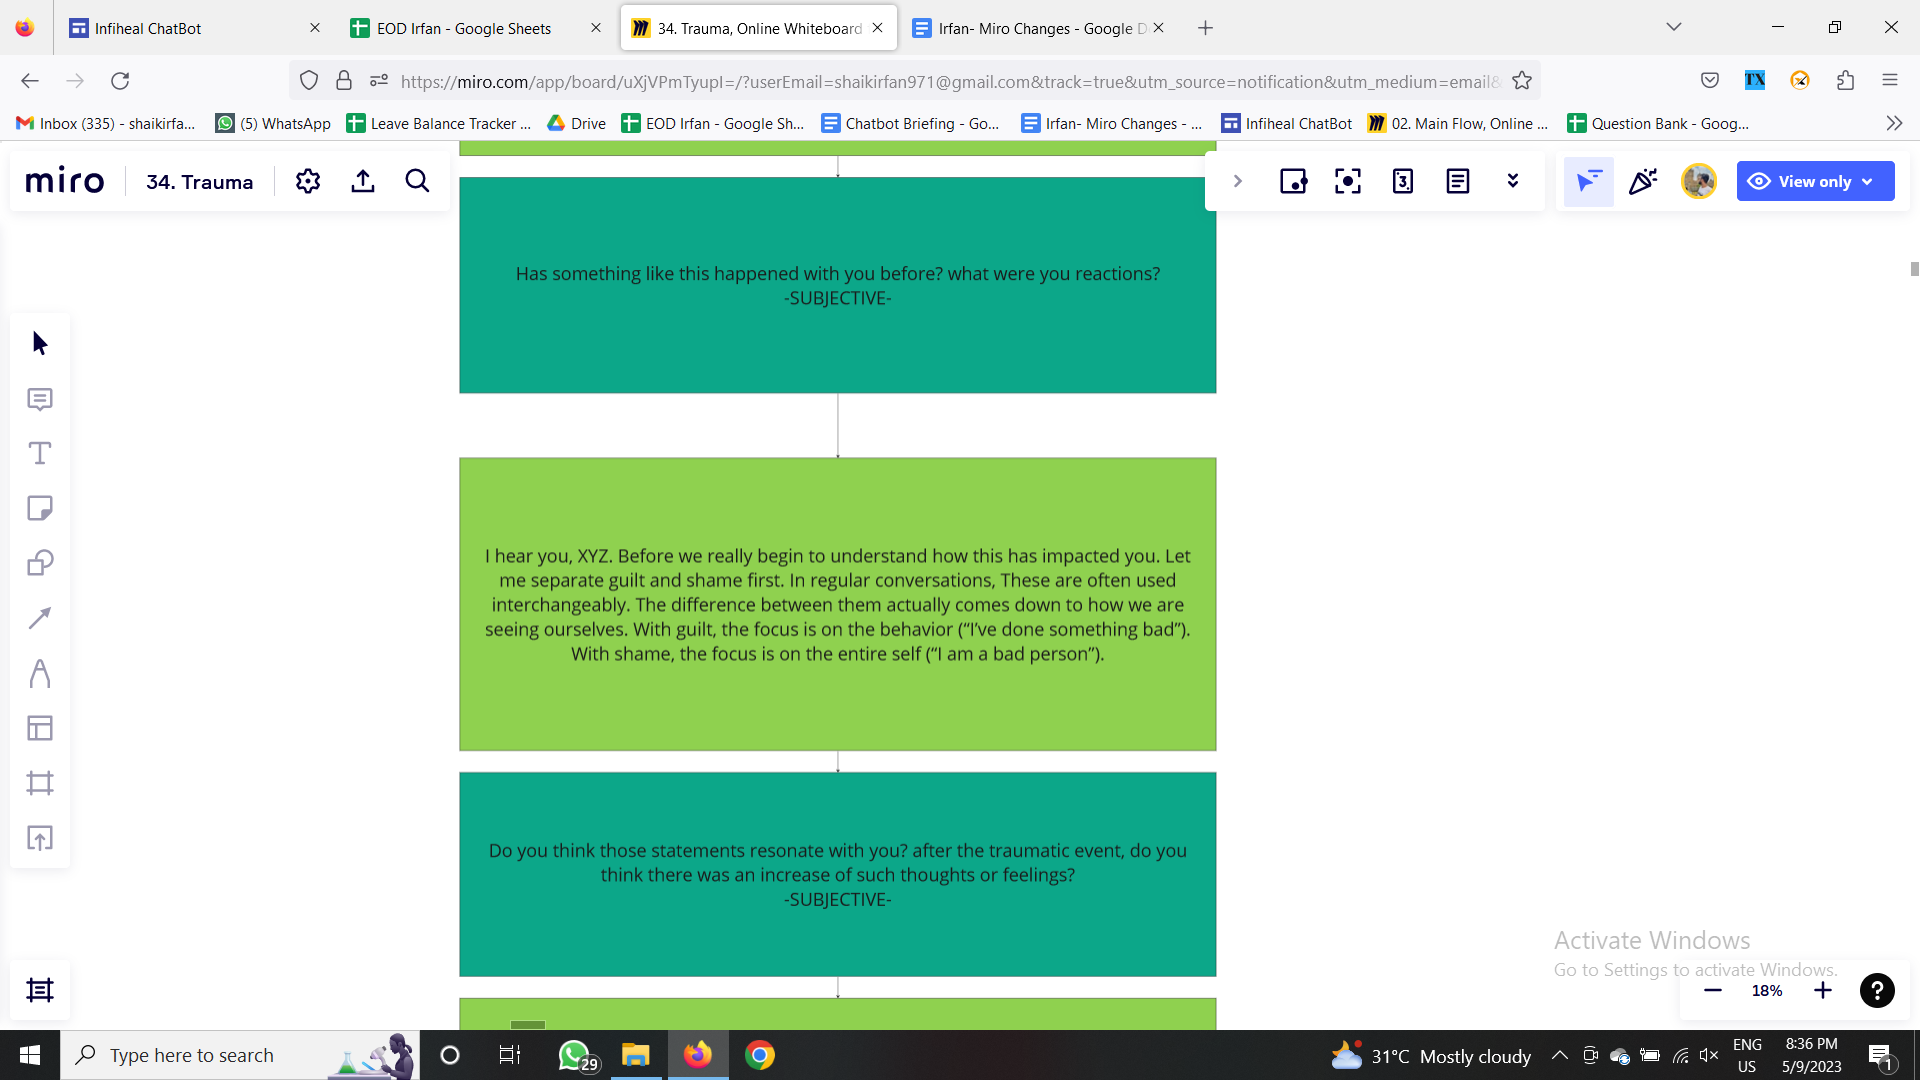 Infiheal ChatBot
EOD Irfan - Google Sheets
34. Trauma, Online Whiteboard
Irfan- Miro Changes - Google D
https://miro.com/app/board/uXjVPmTyupI=/?userEmail=shaikirfan971@gmail.com&track=true&utm_source=notification&utm_medium=email&
TX
Inbox (335) - shaikirfa...
(5) WhatsApp
Leave Balance Tracker ...
Drive
EOD Irfan - Google Sh...
Chatbot Briefing - Go...
Irfan- Miro Changes - ...
Infiheal ChatBot
02. Main Flow, Online ...
Question Bank - Goog...
miro
34. Trauma
3
View only
Has something like this happened with you before? what were you reactions?
-SUBJECTIVE-
I hear you, XYZ. Before we really begin to understand how this has impacted you. Let
me separate guilt and shame first. In regular conversations, These are often used
interchangeably. The difference between them actually comes down to how we are
seeing ourselves. With guilt, the focus is on the behavior (“I’ve done something bad”).
With shame, the focus is on the entire self (“I am a bad person”).
Do you think those statements resonate with you? after the traumatic event, do you
think there was an increase of such thoughts or feelings?
-SUBJECTIVE-
Activate Windows
Go to Settings to activate Windows.
18%
?
Type here to search
29
31°C Mostly cloudy
ENG
US
8:36 PM
5/9/2023
1